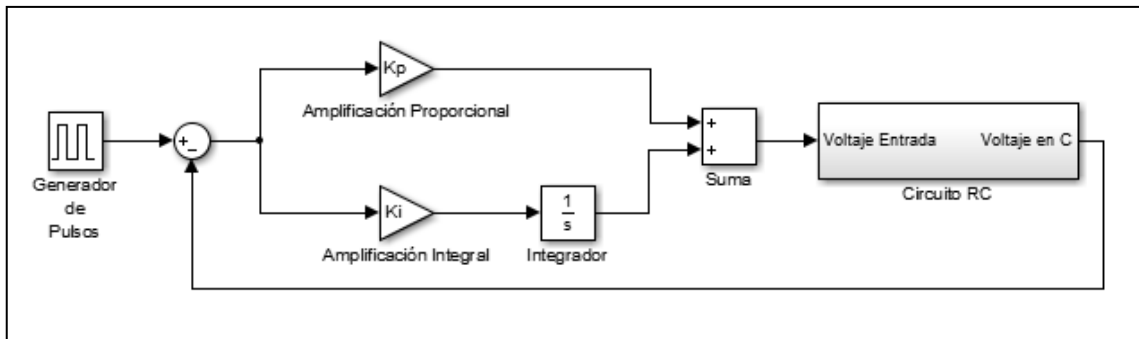 Kp
Amplificación Proporcional
Generador
de
Pulsos
+
−
Ki
Amplificación Integral
1
s
Integrador
+
+
Suma
Voltaje Entrada
Voltaje en C
Circuito RC